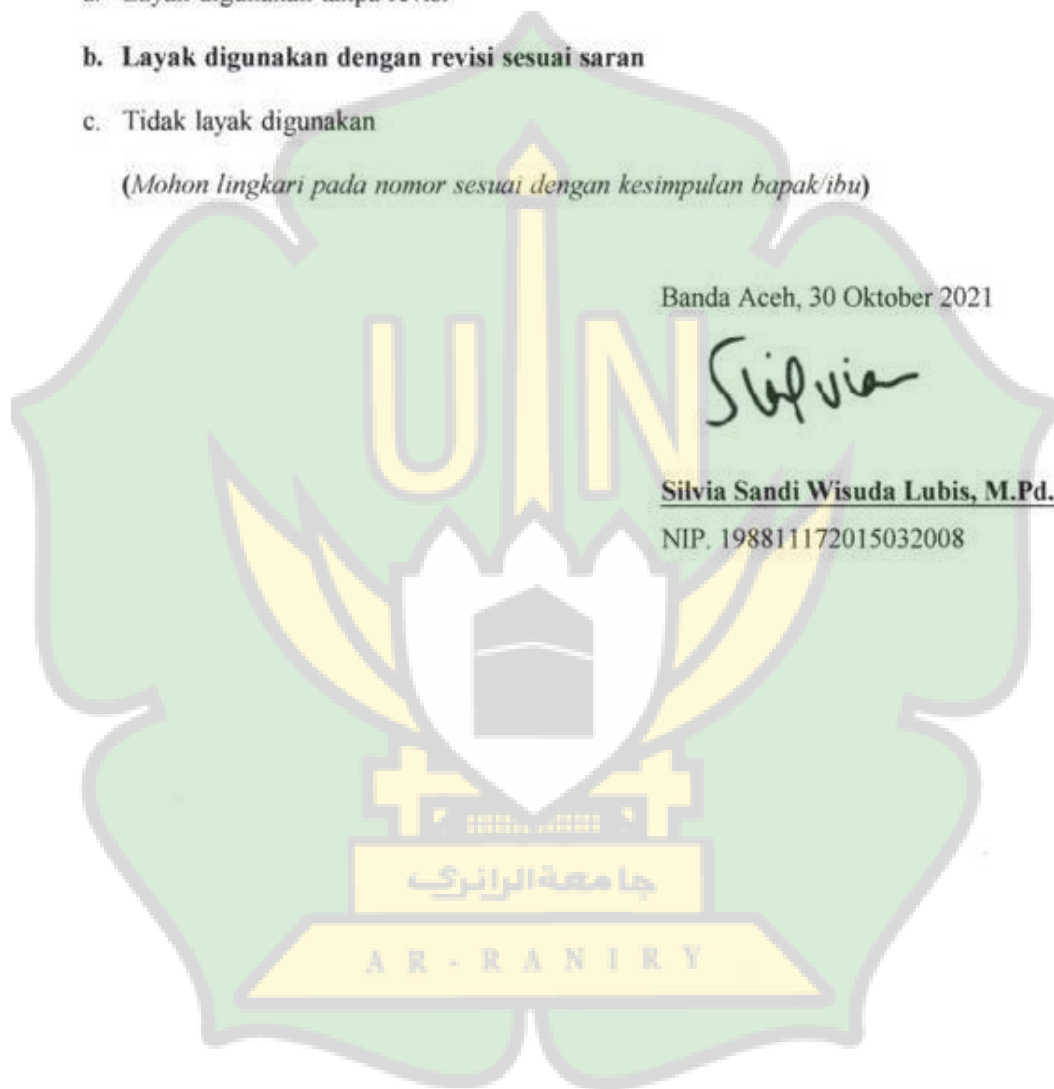 b. Layak digunakan dengan revisi sesuai saran
c. Tidak layak digunakan
(Mohon lingkari pada nomor sesuai dengan kesimpulan bapak/ibu)
Banda Aceh, 30 Oktober 2021
Silvia
Silvia Sandi Wisuda Lubis, M.Pd.
NIP. 198811172015032008
UIN
جامعة الرانري
AR-RANIRY